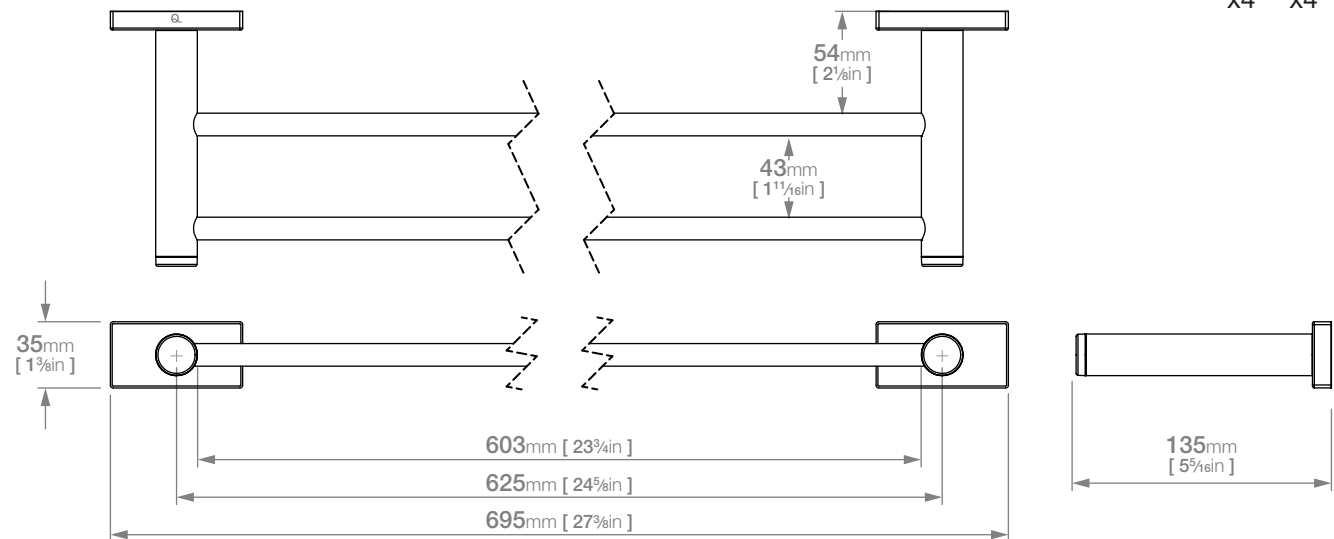 x4 x4
54mm
[ 2⅛in ]
43mm
[ 1¹¹⁄₁₆in ]
35mm
[ 1⅜in ]
603mm [ 23¾in ]
625mm [ 24⅝in ]
695mm [ 27⅜in ]
135mm
[ 5⁵⁄₁₆in ]